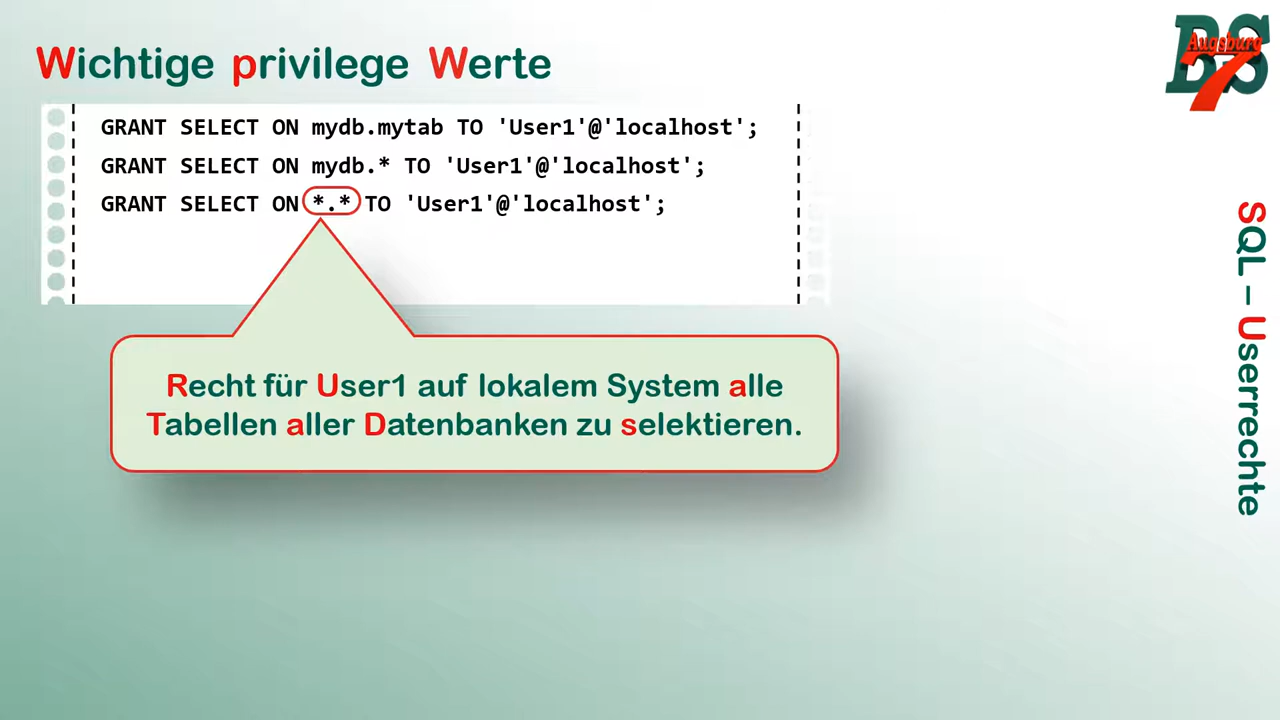 Wichtige privilege Werte
GRANT SELECT ON mydb.mytab TO 'User1'@'localhost';
GRANT SELECT ON mydb.* TO 'User1'@'localhost';
GRANT SELECT ON *.* TO 'User1'@'localhost';
Recht für User1 auf lokalem System alle
Tabellen aller Datenbanken zu selektieren.
BS
Augsburg
7
SQL – Userrechte